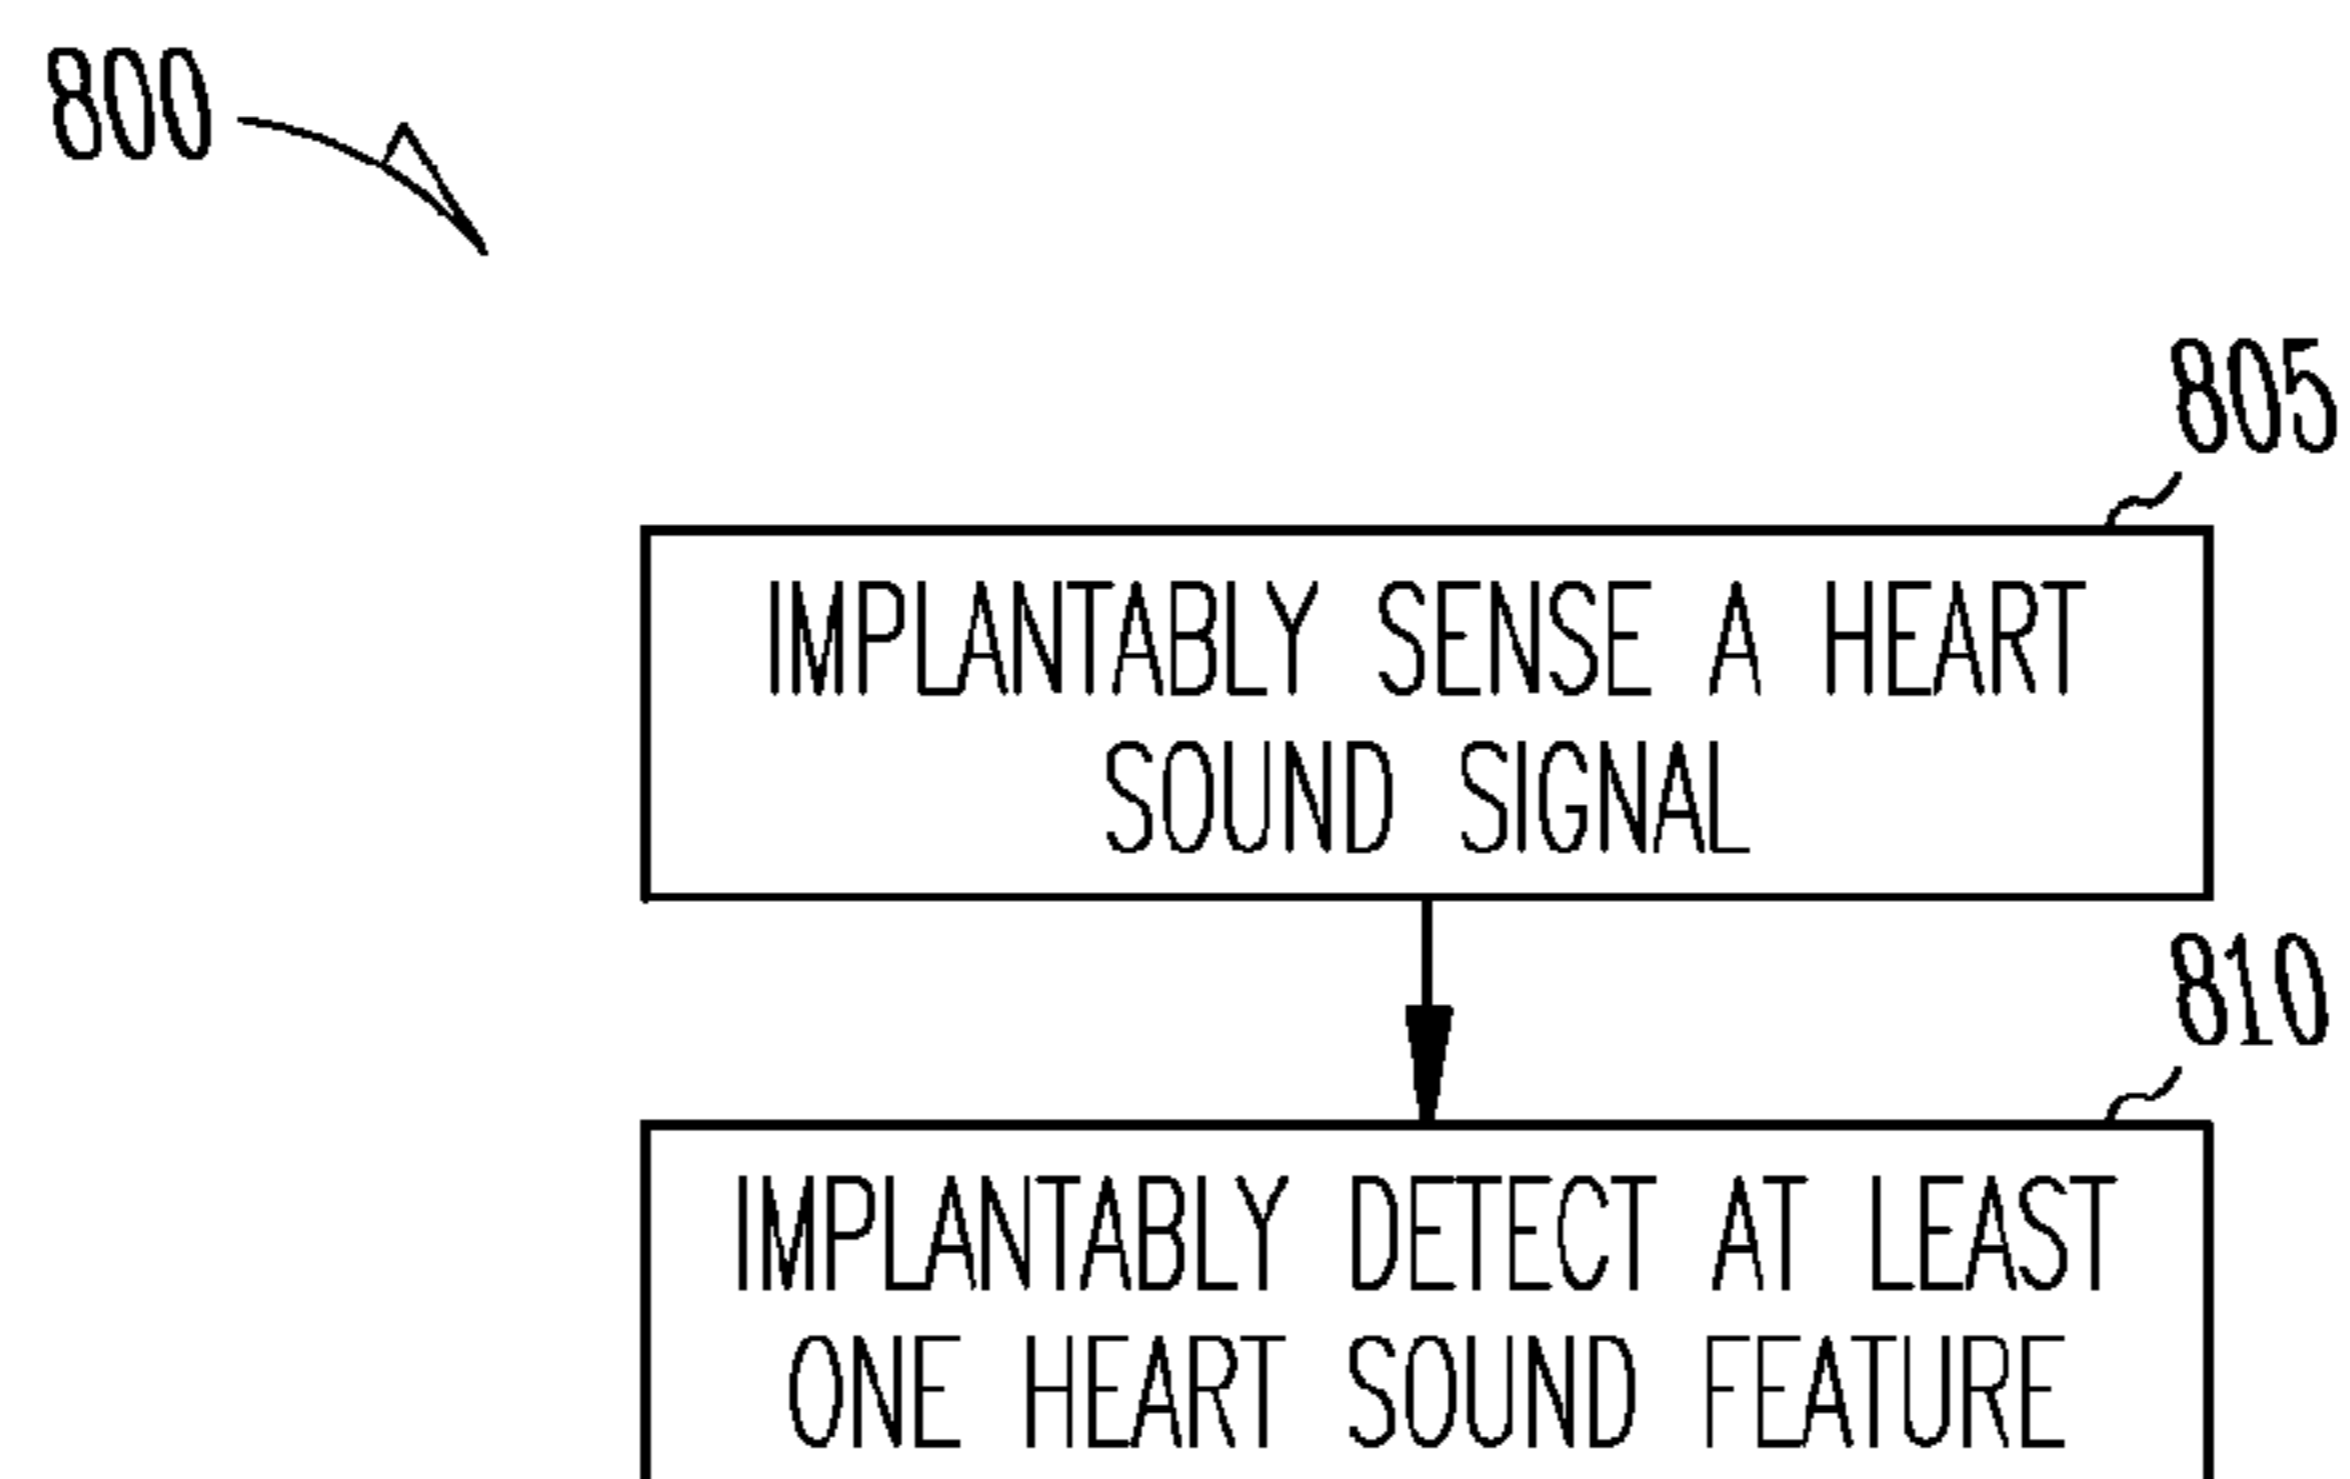 800
805
IMPLANTABLY SENSE A HEART
SOUND SIGNAL
810
IMPLANTABLY DETECT AT LEAST
ONE HEART SOUND FEATURE